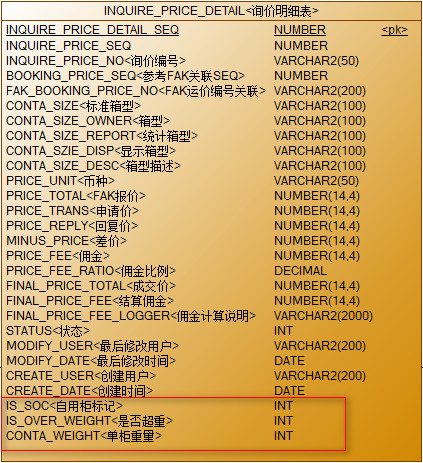 INQUIRE_PRICE_DETAIL<询价明细表>
INQUIRE_PRICE_DETAIL_SEQ NUMBER <pk>
INQUIRE_PRICE_SEQ NUMBER
INQUIRE_PRICE_NO<询价编号> VARCHAR2(50)
BOOKING_PRICE_SEQ<参考FAK关联SEQ> NUMBER
FAK_BOOKING_PRICE_NO<FAK运价编号关联> VARCHAR2(200)
CONTA_SIZE<标准箱型> VARCHAR2(100)
CONTA_SIZE_OWNER<箱型> VARCHAR2(100)
CONTA_SIZE_REPORT<统计箱型> VARCHAR2(100)
CONTA_SZIE_DISP<显示箱型> VARCHAR2(100)
CONTA_SIZE_DESC<箱型描述> VARCHAR2(100)
PRICE_UNIT<币种> VARCHAR2(50)
PRICE_TOTAL<FAK报价> NUMBER(14,4)
PRICE_TRANS<申请价> NUMBER(14,4)
PRICE_REPLY<回复价> NUMBER(14,4)
MINUS_PRICE<差价> NUMBER(14,4)
PRICE_FEE<佣金> NUMBER(14,4)
PRICE_FEE_RATIO<佣金比例> DECIMAL
FINAL_PRICE_TOTAL<成交价> NUMBER(14,4)
FINAL_PRICE_FEE<结算佣金> NUMBER(14,4)
FINAL_PRICE_FEE_LOGGER<佣金计算说明> VARCHAR2(2000)
STATUS<状态> INT
MODIFY_USER<最后修改用户> VARCHAR2(200)
MODIFY_DATE<最后修改时间> DATE
CREATE_USER<创建用户> VARCHAR2(200)
CREATE_DATE<创建时间> DATE
IS_SOC<自用柜标记> INT
IS_OVER_WEIGHT<是否超重> INT
CONTA_WEIGHT<单柜重量> INT